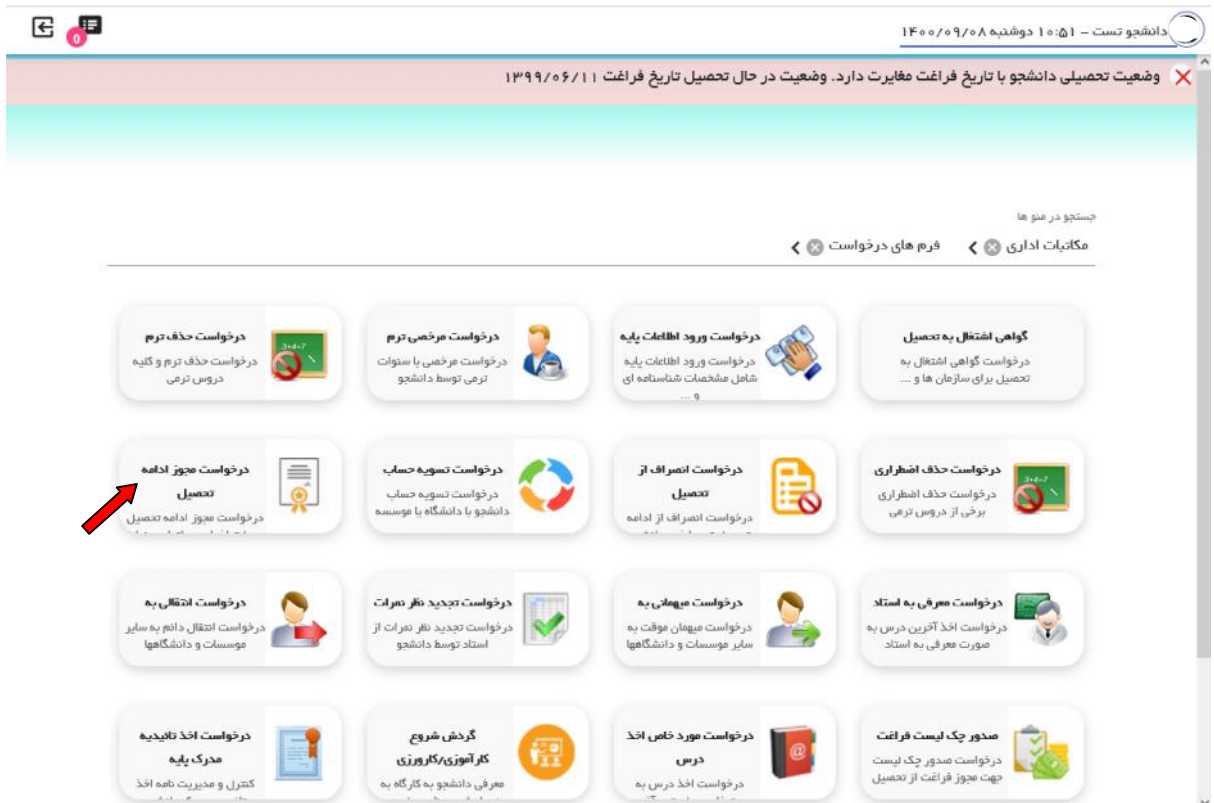 دانشجو تست – ۱۰:۵۱ دوشنبه ۱۴۰۰/۰۹/۰۸
0
وضعیت تحصیلی دانشجو با تاریخ فراغت مغایرت دارد. وضعیت در حال تحصیل تاریخ فراغت ۱۳۹۹/۰۶/۱۱
جستجو در منو ها
مکاتبات اداری
فرم های درخواست
گواهی اشتغال به تحصیل
درخواست گواهی اشتغال به
تحصیل برای سازمان ها و ...
درخواست ورود اطلاعات پایه
درخواست ورود اطلاعات پایه
شامل مشخصات شناسنامه ای
و ...
درخواست مرخصی ترم
درخواست مرخصی با سنوات
ترمی توسط دانشجو
3+4=7
درخواست حذف ترم
درخواست حذف ترم و کلیه
دروس ترمی
3+4=7
درخواست حذف اضطراری
درخواست حذف اضطراری
برخی از دروس ترمی
درخواست انصراف از
تحصیل
درخواست انصراف از ادامه
درخواست تسویه حساب
درخواست تسویه حساب
دانشجو با دانشگاه یا موسسه
درخواست مجوز ادامه
تحصیل
درخواست مجوز ادامه تحصیل
درخواست معرفی به استاد
درخواست اخذ آخرین درس به
صورت معرفی به استاد
درخواست میهمانی به
درخواست میهمان موقت به
سایر موسسات و دانشگاهها
درخواست تجدید نظر نمرات
درخواست تجدید نظر نمرات از
استاد توسط دانشجو
درخواست انتقالی به
درخواست انتقال دائم به سایر
موسسات و دانشگاهها
صدور چک لیست فراغت
درخواست صدور چک لیست
جهت مجوز فراغت از تحصیل
@
درخواست مورد خاص اخذ
درس
درخواست اخذ درس به
گردش شروع
کارآموزی/کارورزی
معرفی دانشجو به کارگاه به
درخواست اخذ تائیدیه
مدرک پایه
کنترل و مدیریت نامه اخذ